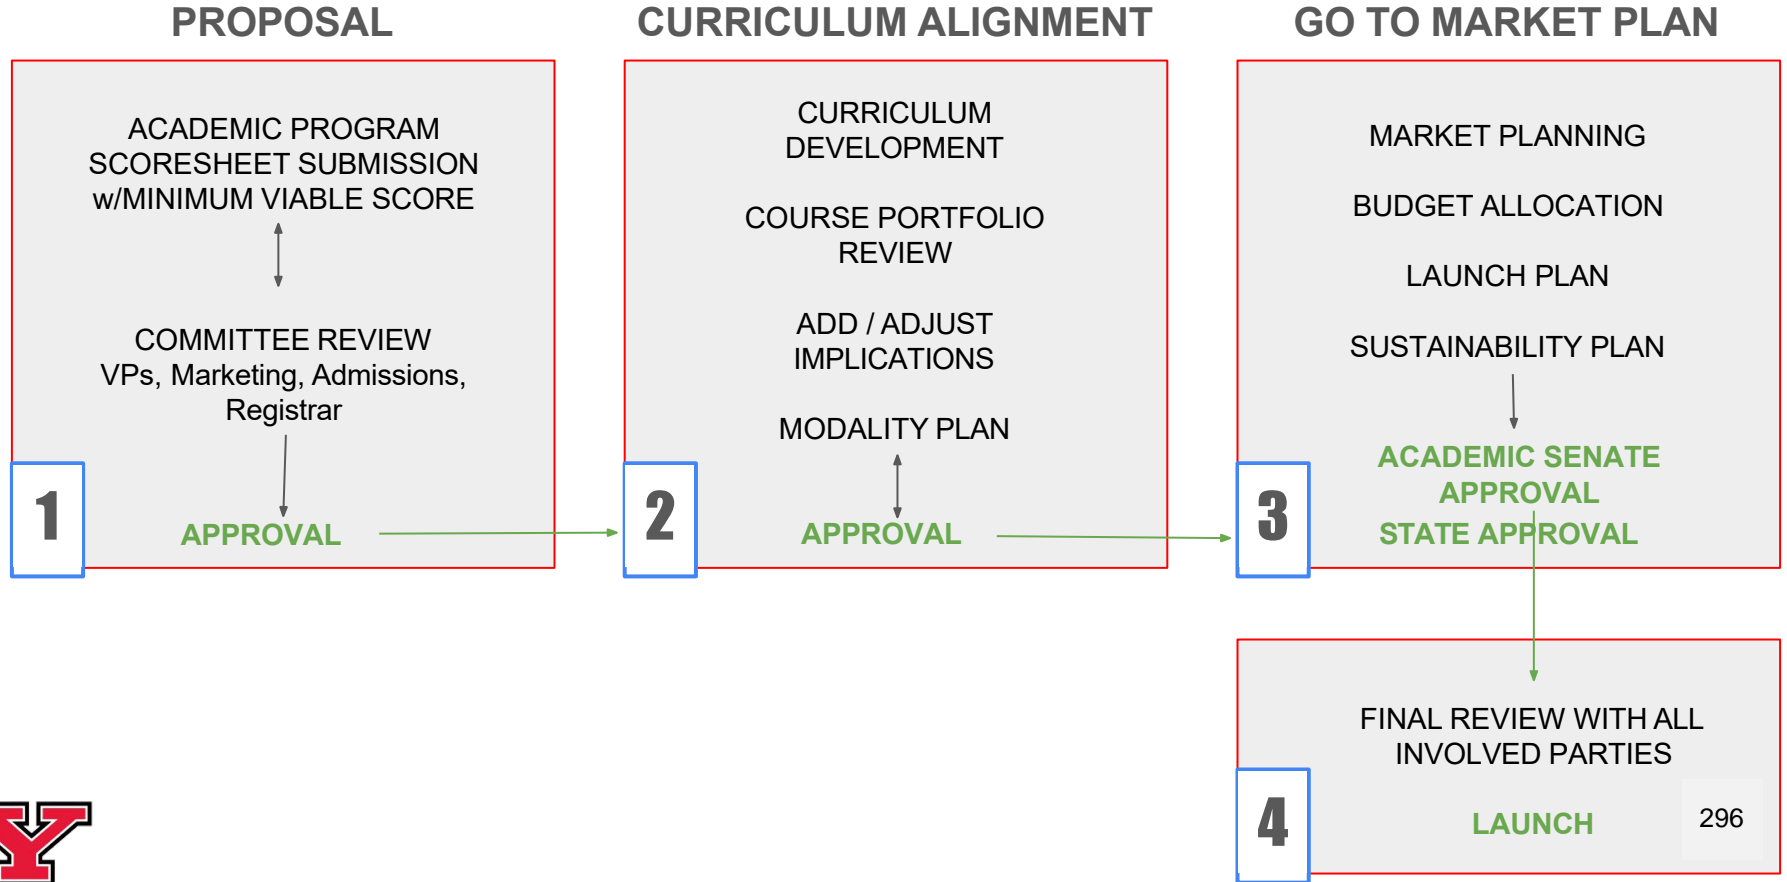 PROPOSAL
ACADEMIC PROGRAM
SCORESHEET SUBMISSION
w/MINIMUM VIABLE SCORE
COMMITTEE REVIEW
VPs, Marketing, Admissions,
Registrar
1
APPROVAL
CURRICULUM ALIGNMENT
CURRICULUM
DEVELOPMENT
COURSE PORTFOLIO
REVIEW
ADD / ADJUST
IMPLICATIONS
MODALITY PLAN
2
APPROVAL
GO TO MARKET PLAN
MARKET PLANNING
BUDGET ALLOCATION
LAUNCH PLAN
SUSTAINABILITY PLAN
ACADEMIC SENATE
APPROVAL
3
STATE APPROVAL
FINAL REVIEW WITH ALL
INVOLVED PARTIES
4
LAUNCH
296
Y